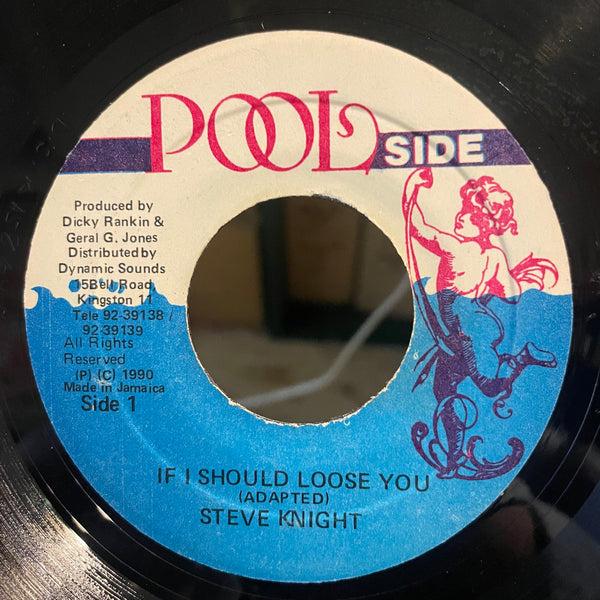 POOL SIDE
Produced by
Dicky Rankin &
Geral G. Jones
Distributed by
Dynamic Sounds
15Bell Road,
Kingston 11
Tele 92-39138 /
92-39139
All Rights
Reserved
(P) (C) 1990
Made in Jamaica
Side 1
IF I SHOULD LOOSE YOU
(ADAPTED)
STEVE KNIGHT